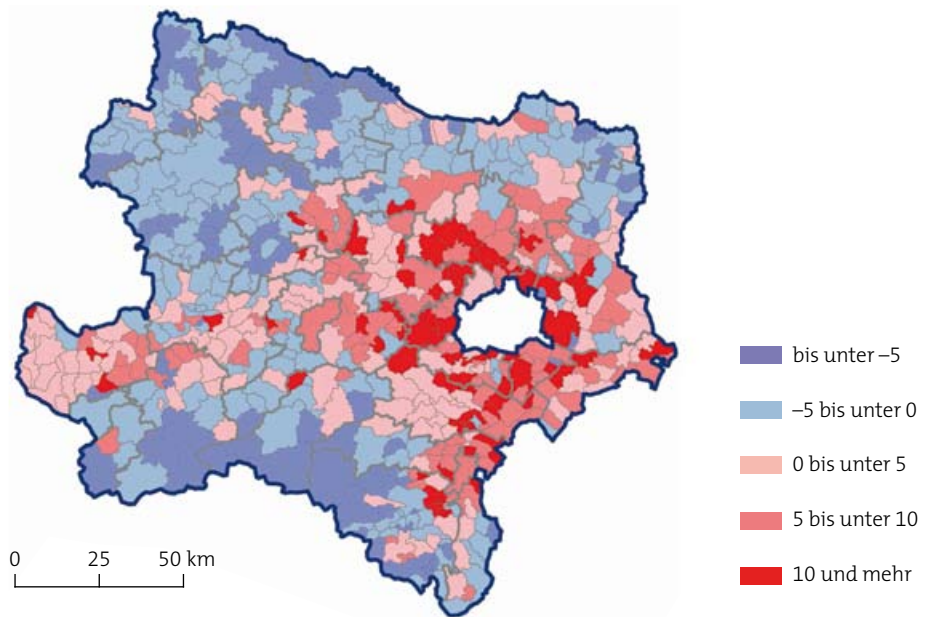 bis unter –5
–5 bis unter 0
0 bis unter 5
5 bis unter 10
10 und mehr
0 25 50 km